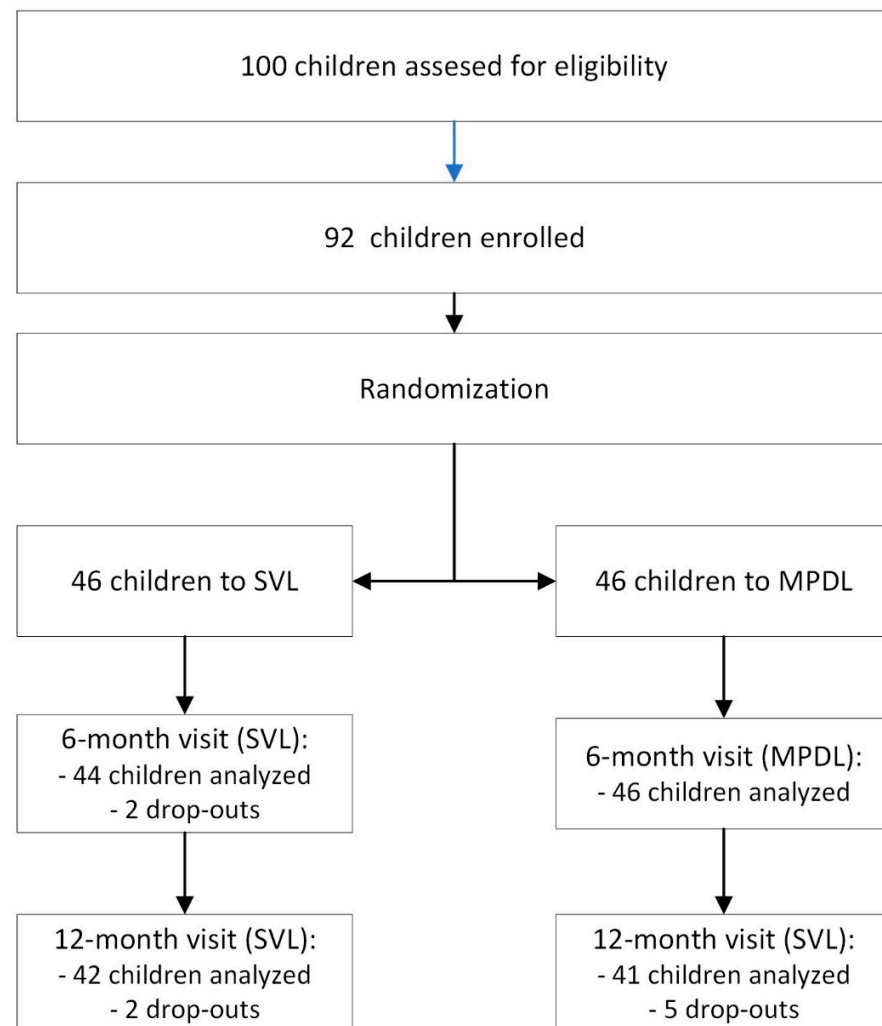 100 children assesed for eligibility
92 children enrolled
Randomization
46 children to SVL
46 children to MPDL
6-month visit (SVL):
- 44 children analyzed
- 2 drop-outs
6-month visit (MPDL):
- 46 children analyzed
12-month visit (SVL):
- 42 children analyzed
- 2 drop-outs
12-month visit (SVL):
- 41 children analyzed
- 5 drop-outs